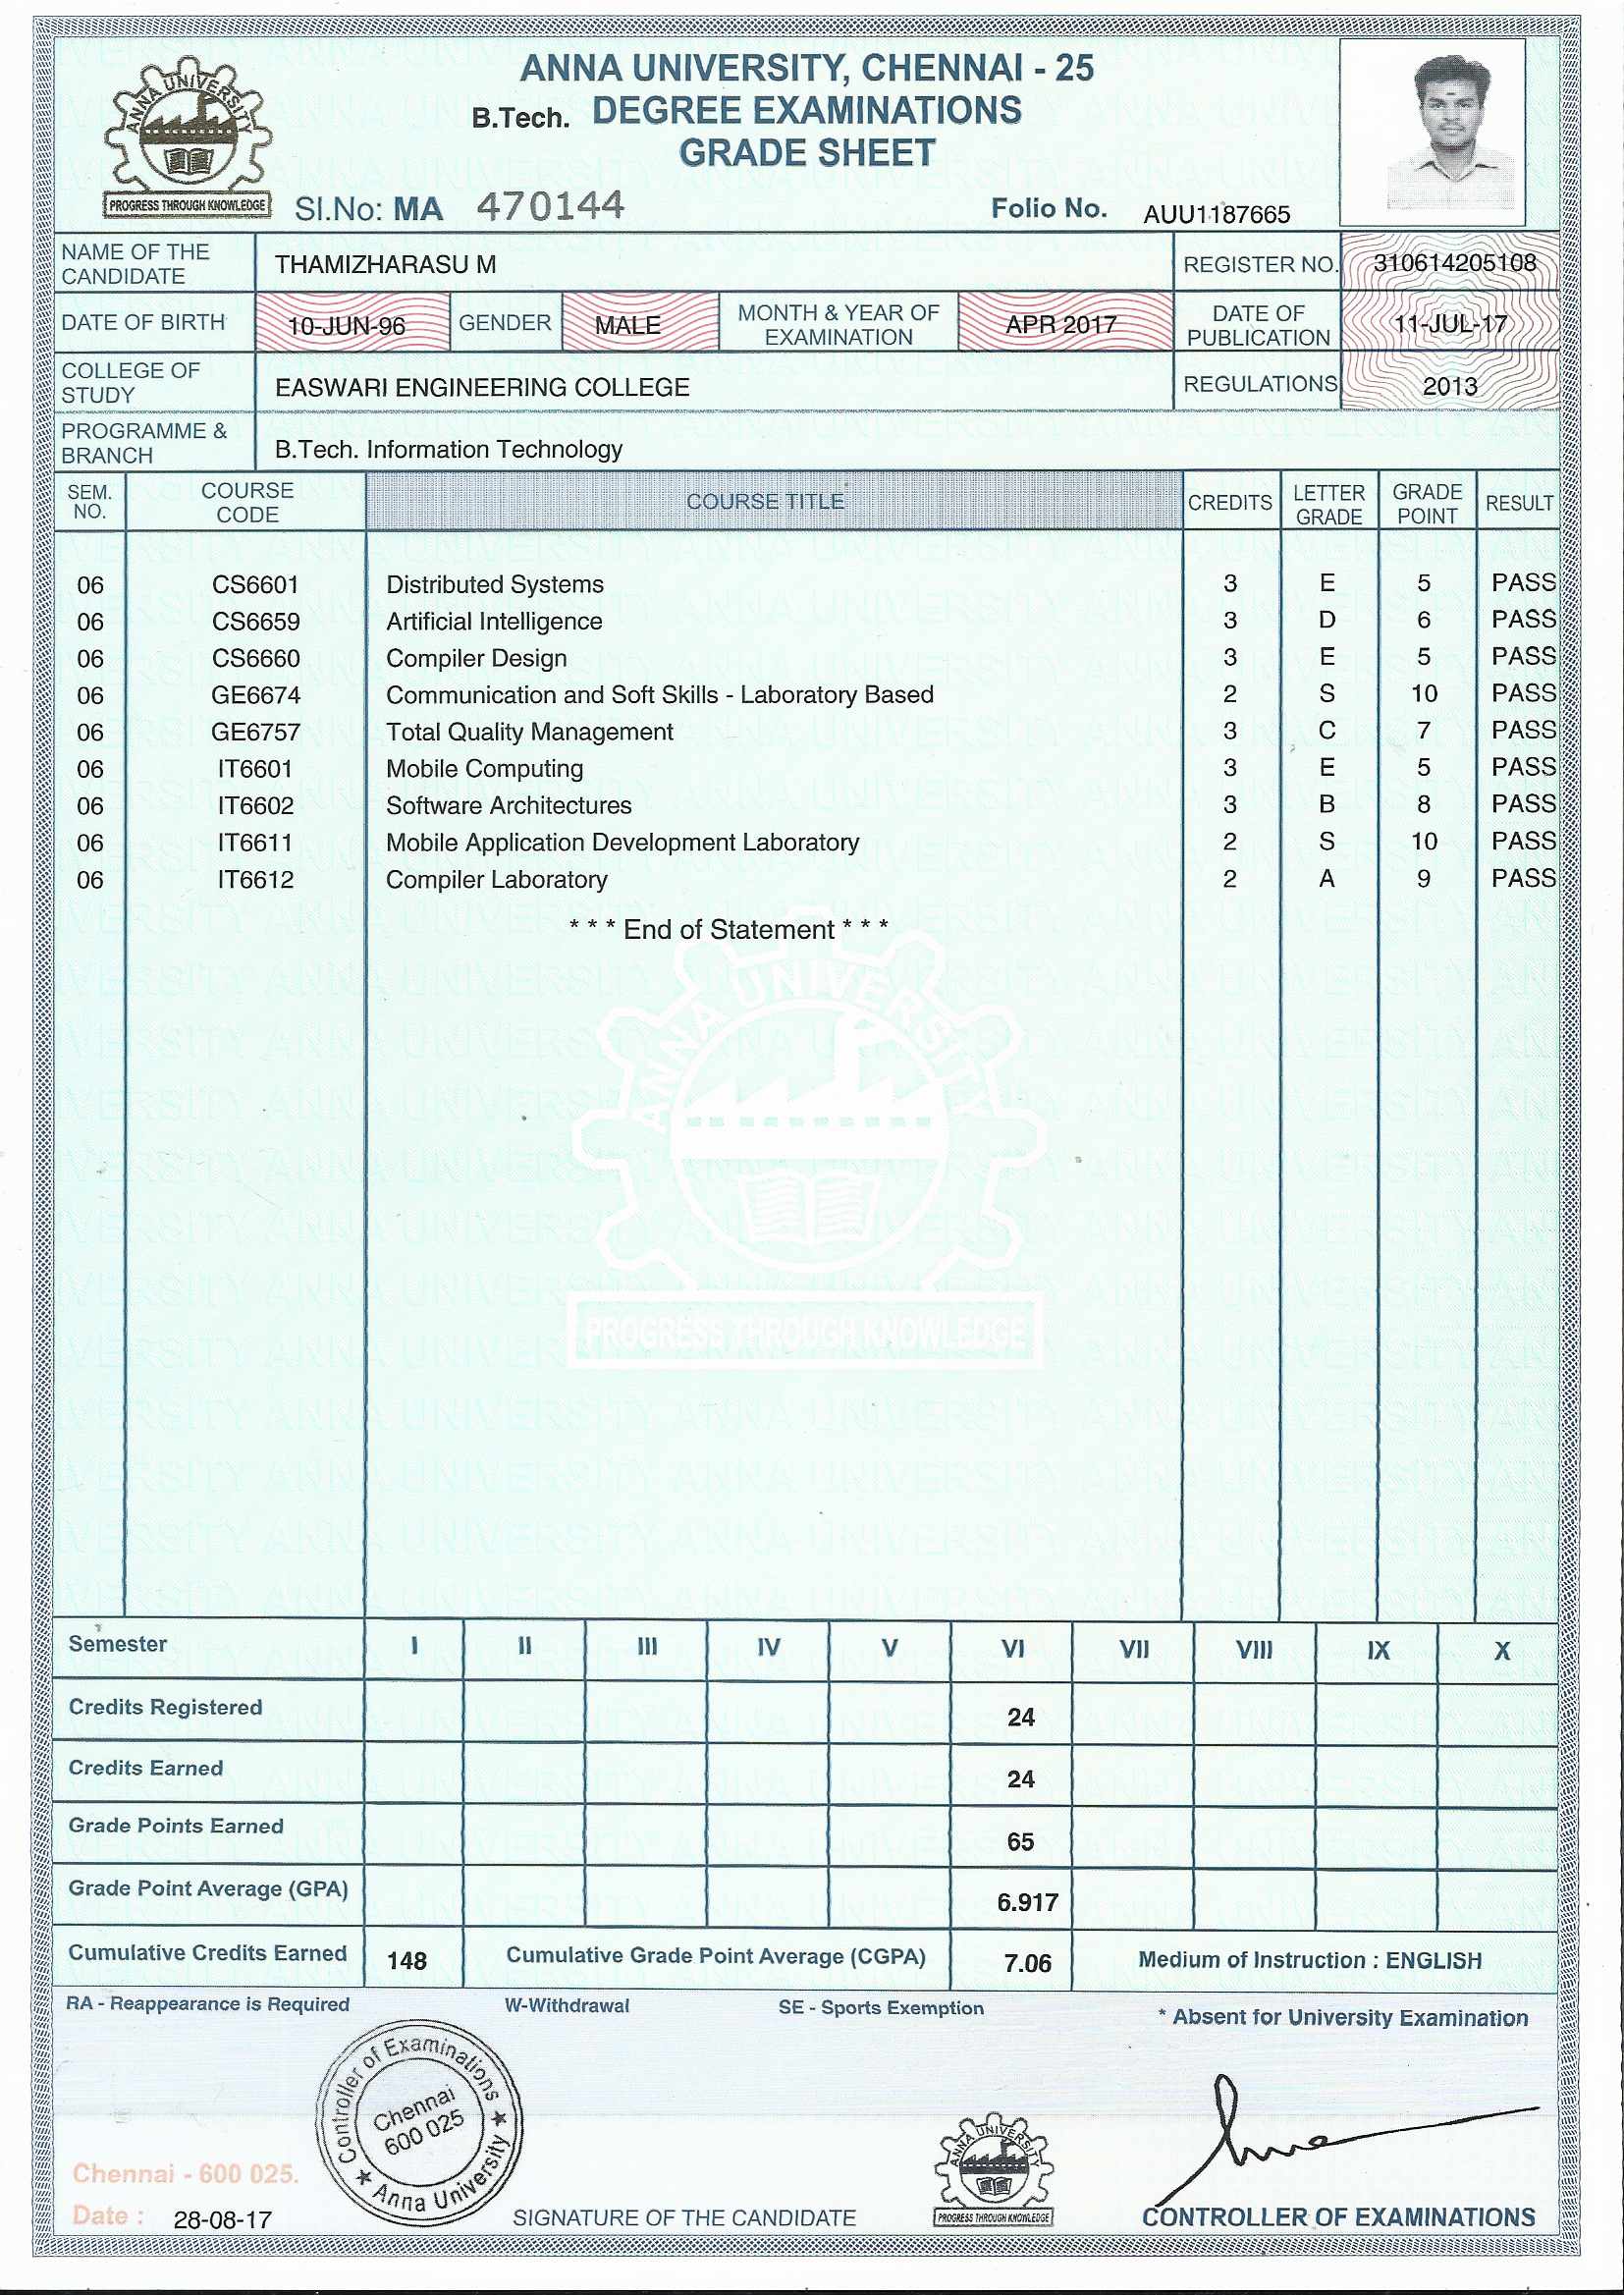 ANNA UNIVERSITY, CHENNAI - 25
B.Tech. DEGREE EXAMINATIONS
GRADE SHEET
ANNA UNIVERSITY
PROGRESS THROUGH KNOWLEDGE
Sl.No: MA 470144 Folio No. AUU1187665
NAME OF THE CANDIDATE THAMIZHARASU M REGISTER NO. 310614205108
DATE OF BIRTH 10-JUN-96 GENDER MALE MONTH & YEAR OF EXAMINATION APR 2017 DATE OF PUBLICATION 11-JUL-17
COLLEGE OF STUDY EASWARI ENGINEERING COLLEGE REGULATIONS 2013
PROGRAMME & BRANCH B.Tech. Information Technology
SEM. NO. COURSE CODE COURSE TITLE CREDITS LETTER GRADE GRADE POINT RESULT
06 CS6601 Distributed Systems 3 E 5 PASS
06 CS6659 Artificial Intelligence 3 D 6 PASS
06 CS6660 Compiler Design 3 E 5 PASS
06 GE6674 Communication and Soft Skills - Laboratory Based 2 S 10 PASS
06 GE6757 Total Quality Management 3 C 7 PASS
06 IT6601 Mobile Computing 3 E 5 PASS
06 IT6602 Software Architectures 3 B 8 PASS
06 IT6611 Mobile Application Development Laboratory 2 S 10 PASS
06 IT6612 Compiler Laboratory 2 A 9 PASS
* * * End of Statement * * *
ANNA UNIVERSITY
PROGRESS THROUGH KNOWLEDGE
Semester I II III IV V VI VII VIII IX X
Credits Registered 24
Credits Earned 24
Grade Points Earned 65
Grade Point Average (GPA) 6.917
Cumulative Credits Earned 148 Cumulative Grade Point Average (CGPA) 7.06 Medium of Instruction : ENGLISH
RA - Reappearance is Required W-Withdrawal SE - Sports Exemption * Absent for University Examination
Controller of Examinations
Chennai
600 025
★ Anna University ★
ANNA UNIVERSITY
PROGRESS THROUGH KNOWLEDGE
Chennai - 600 025.
Date : 28-08-17
SIGNATURE OF THE CANDIDATE
CONTROLLER OF EXAMINATIONS